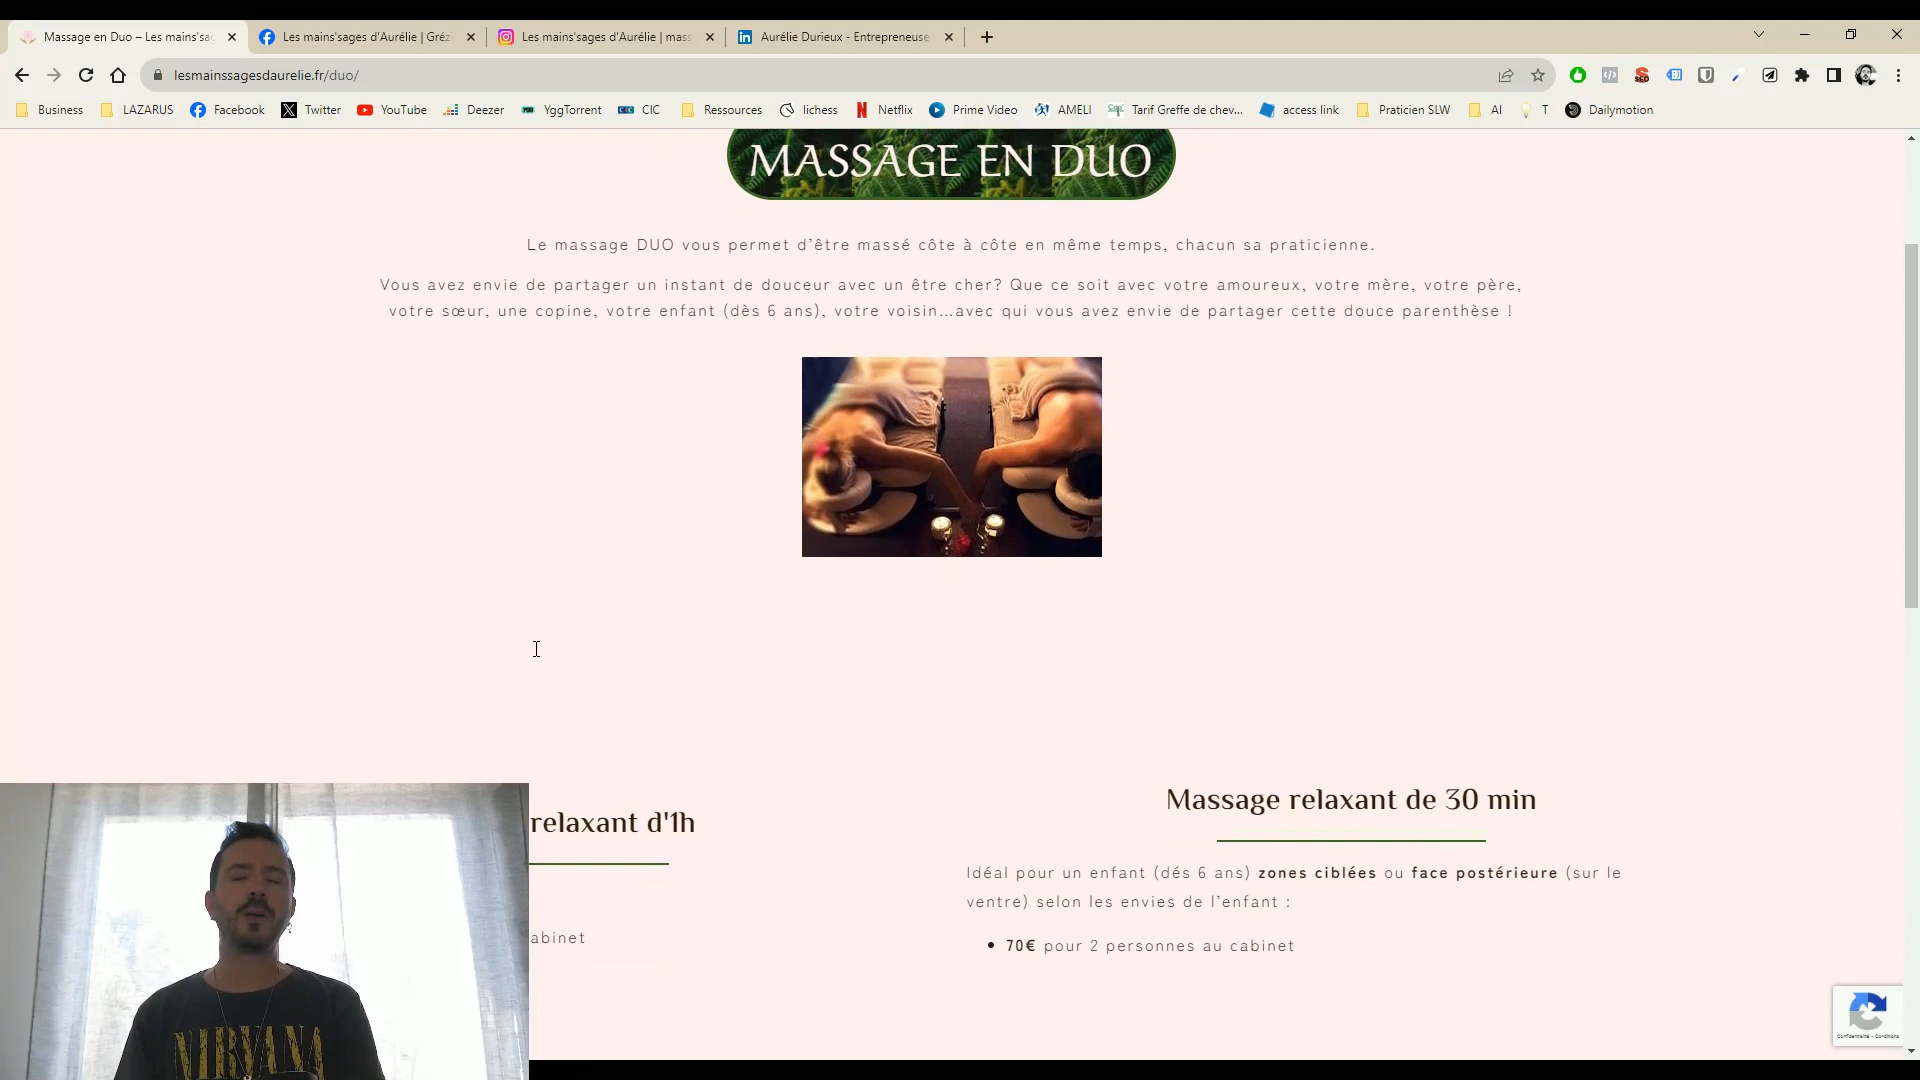 Massage en Duo – Les mains'sag
Les mains'sages d'Aurélie | Gréz
Les mains'sages d'Aurélie | mass
Aurélie Durieux - Entrepreneuse
lesmainssagesdaurelie.fr/duo/
Business
LAZARUS
Facebook
Twitter
YouTube
Deezer
YggTorrent
CIC
Ressources
lichess
Netflix
Prime Video
AMELI
Tarif Greffe de chev...
access link
Praticien SLW
AI
T
Dailymotion
MASSAGE EN DUO
Le massage DUO vous permet d'être massé côte à côte en même temps, chacun sa praticienne.
Vous avez envie de partager un instant de douceur avec un être cher? Que ce soit avec votre amoureux, votre mère, votre père,
votre sœur, une copine, votre enfant (dès 6 ans), votre voisin…avec qui vous avez envie de partager cette douce parenthèse !
relaxant d'1h
abinet
Massage relaxant de 30 min
Idéal pour un enfant (dés 6 ans) zones ciblées ou face postérieure (sur le
ventre) selon les envies de l'enfant :
• 70€ pour 2 personnes au cabinet
NIRVANA
Confidentialité - Conditions